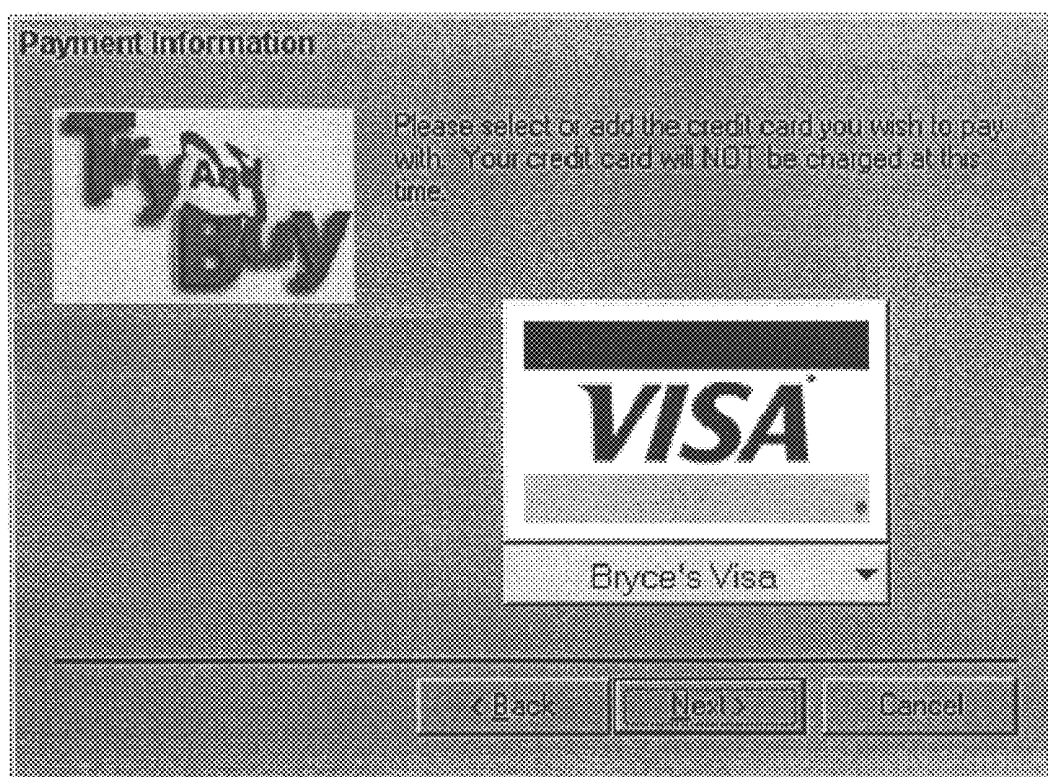 Payment Information
Try And Buy
Please select or add the credit card you wish to pay
with. Your credit card will NOT be charged at this
time.
VISA
Bryce's Visa
< Back
Next >
Cancel